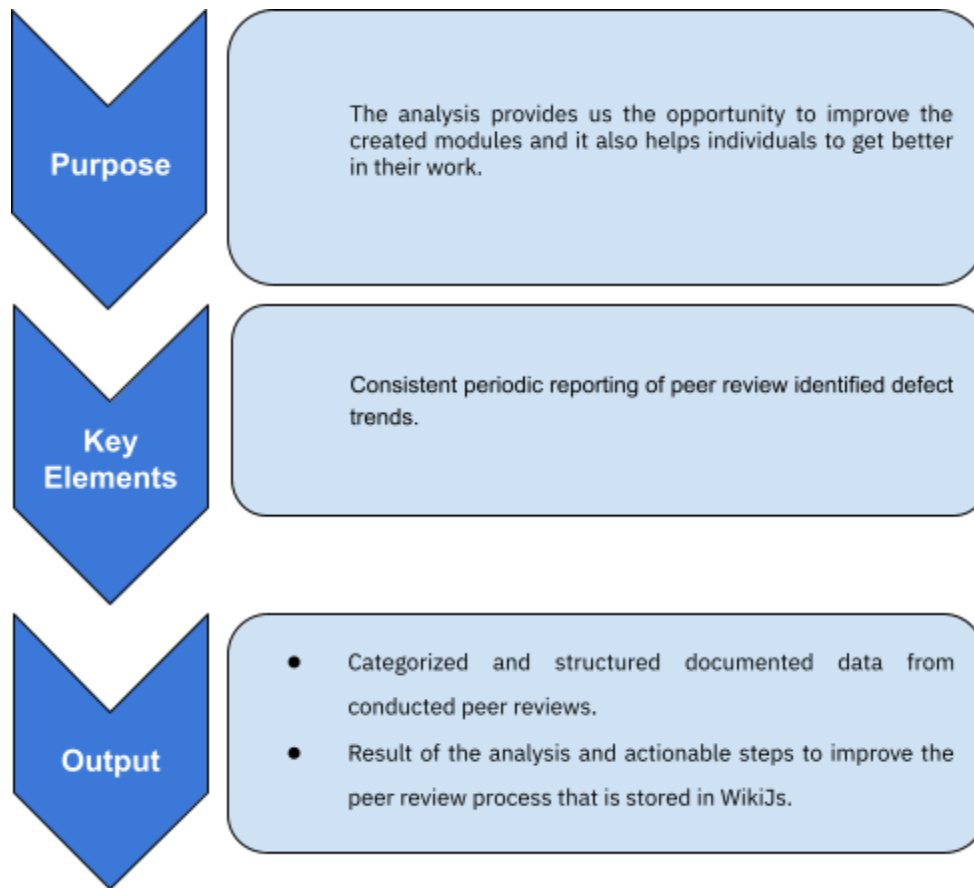 Purpose
The analysis provides us the opportunity to improve the
created modules and it also helps individuals to get better
in their work.
Key
Elements
Consistent periodic reporting of peer review identified defect
trends.
Output
● Categorized and structured documented data from
conducted peer reviews.
● Result of the analysis and actionable steps to improve the
peer review process that is stored in WikiJs.